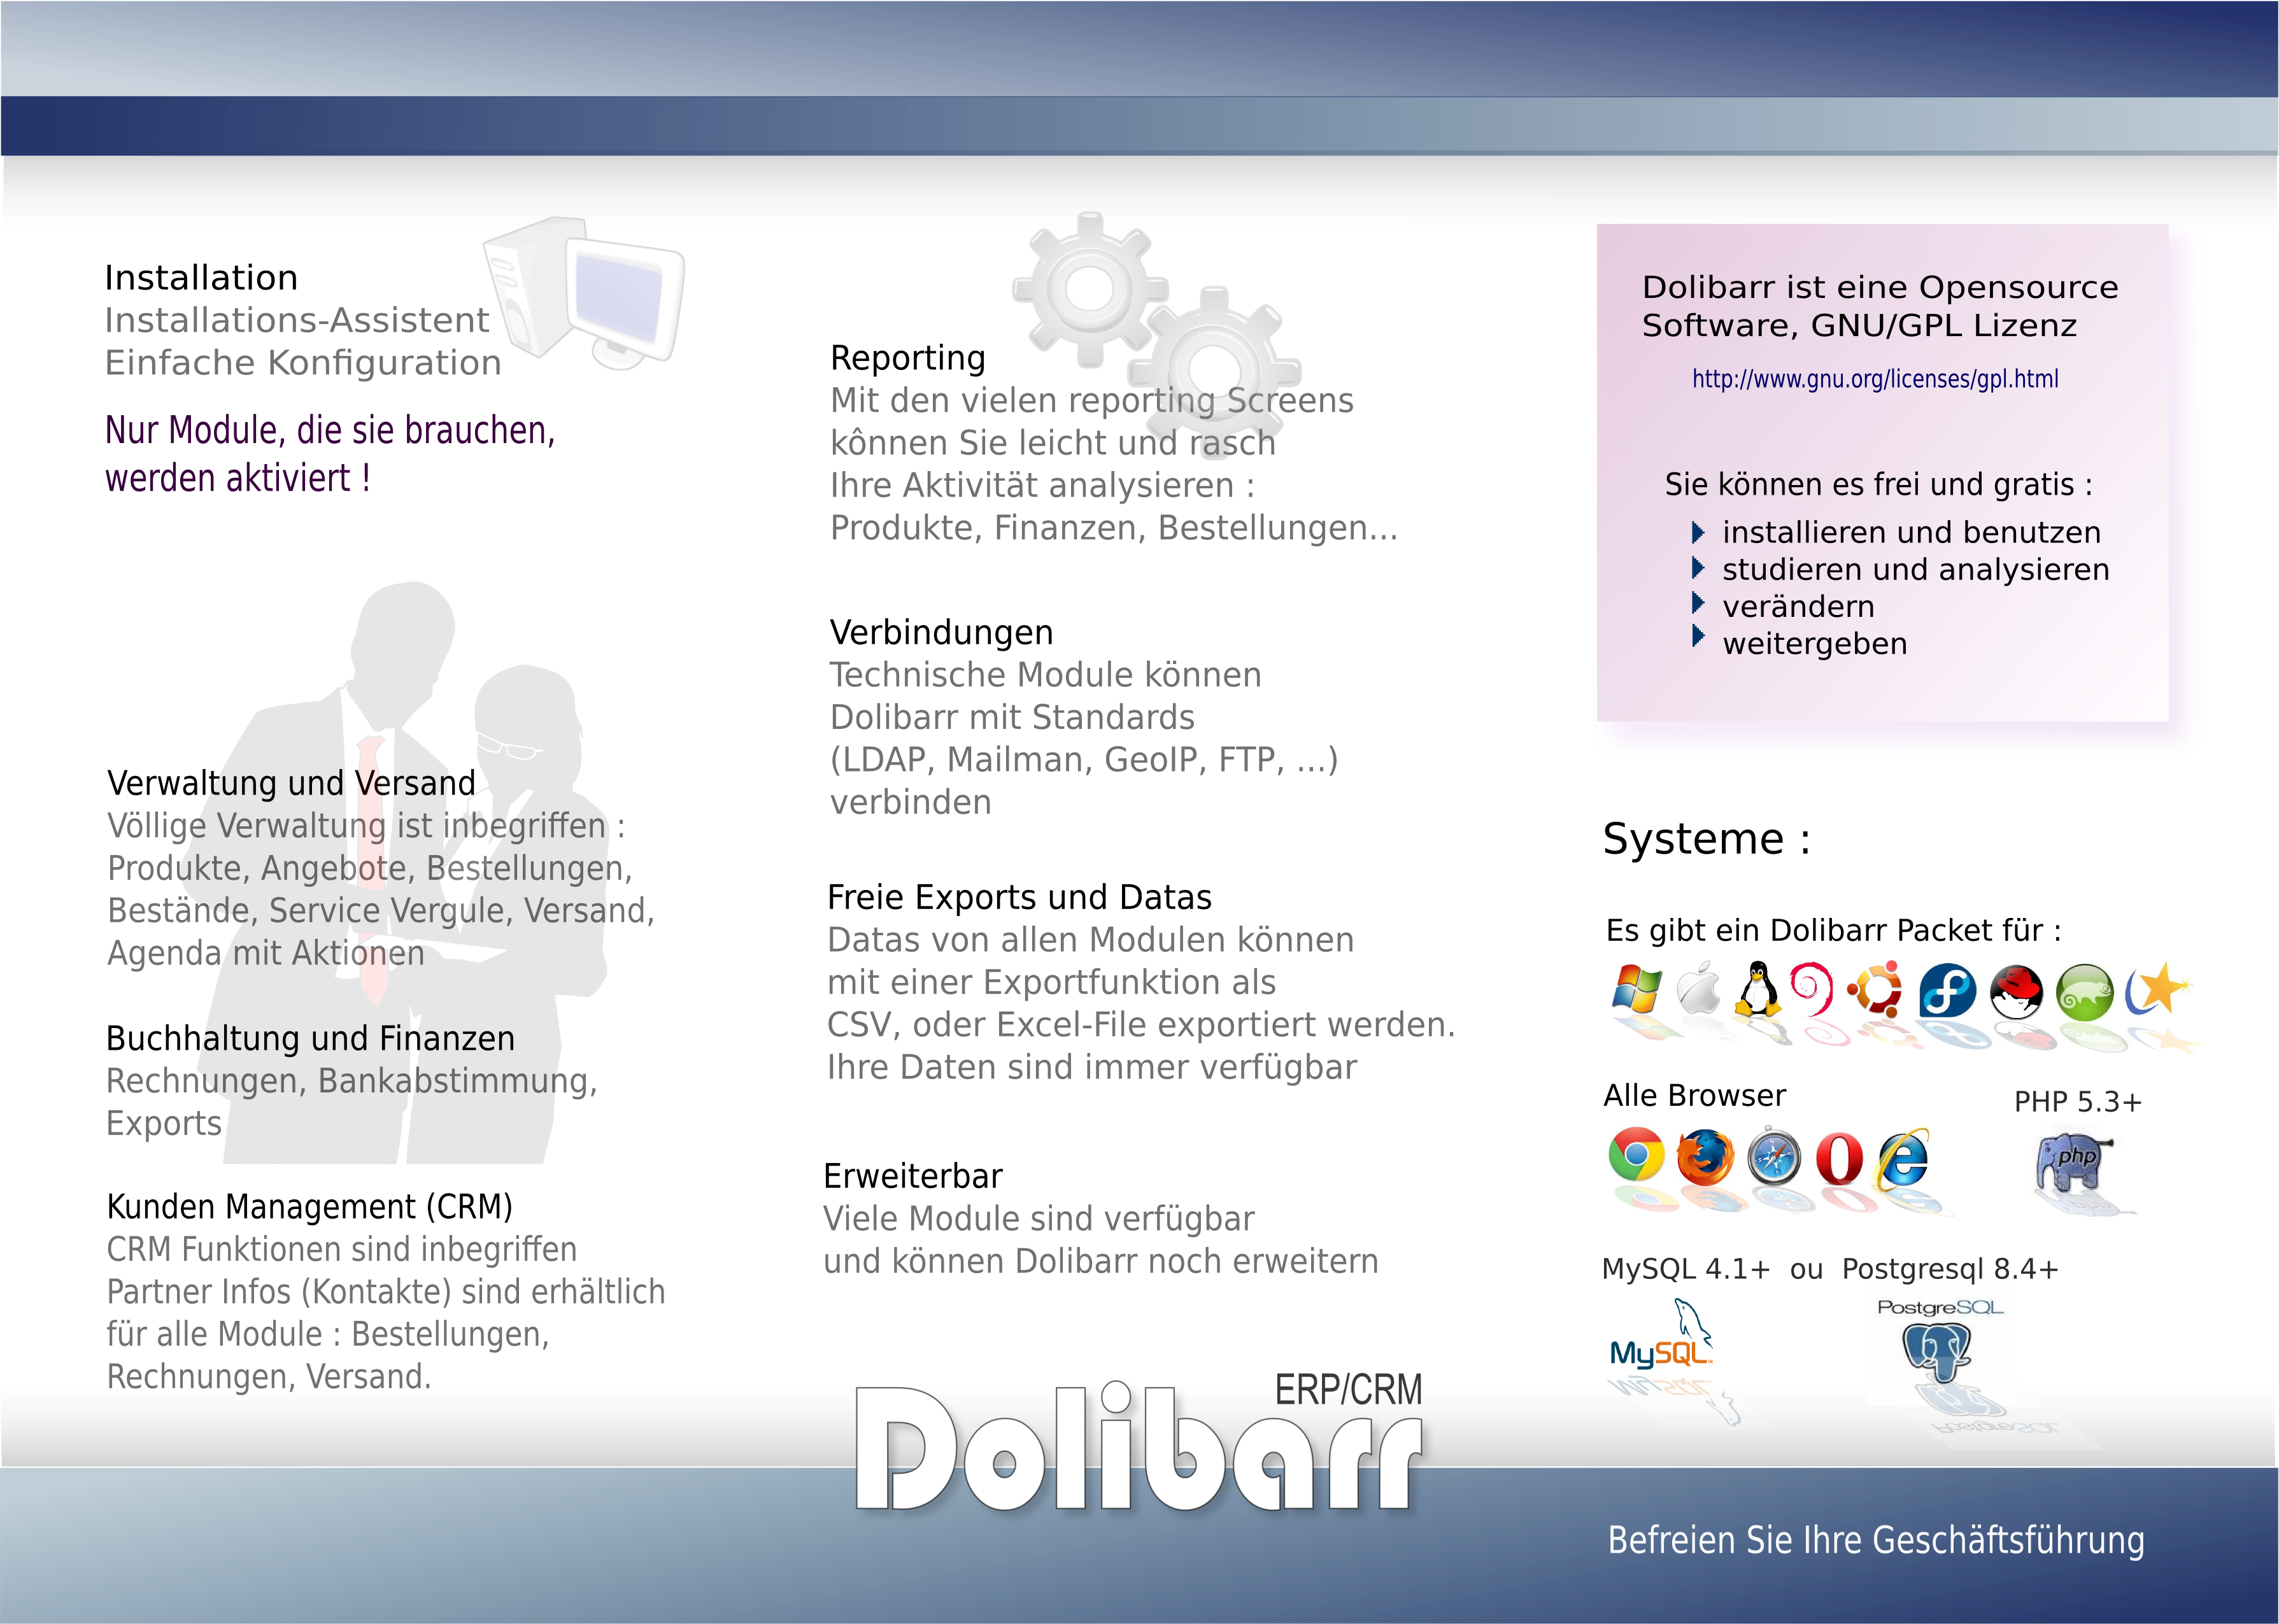 Installation
Installations-Assistent
Einfache Konfiguration
Nur Module, die sie brauchen,
werden aktiviert !
Verwaltung und Versand
Völlige Verwaltung ist inbegriffen :
Produkte, Angebote, Bestellungen,
Bestände, Service Vergule, Versand,
Agenda mit Aktionen
Buchhaltung und Finanzen
Rechnungen, Bankabstimmung,
Exports
Kunden Management (CRM)
CRM Funktionen sind inbegriffen
Partner Infos (Kontakte) sind erhältlich
für alle Module : Bestellungen,
Rechnungen, Versand.
Reporting
Mit den vielen reporting Screens
kônnen Sie leicht und rasch
Ihre Aktivität analysieren :
Produkte, Finanzen, Bestellungen...
Verbindungen
Technische Module können
Dolibarr mit Standards
(LDAP, Mailman, GeoIP, FTP, ...)
verbinden
Freie Exports und Datas
Datas von allen Modulen können
mit einer Exportfunktion als
CSV, oder Excel-File exportiert werden.
Ihre Daten sind immer verfügbar
Erweiterbar
Viele Module sind verfügbar
und können Dolibarr noch erweitern
ERP/CRM
Dolibarr
Dolibarr ist eine Opensource
Software, GNU/GPL Lizenz
http://www.gnu.org/licenses/gpl.html
Sie können es frei und gratis :
installieren und benutzen
studieren und analysieren
verändern
weitergeben
Systeme :
Es gibt ein Dolibarr Packet für :
Alle Browser
PHP 5.3+
php
MySQL 4.1+ ou Postgresql 8.4+
PostgreSQL
MySQL
Befreien Sie Ihre Geschäftsführung